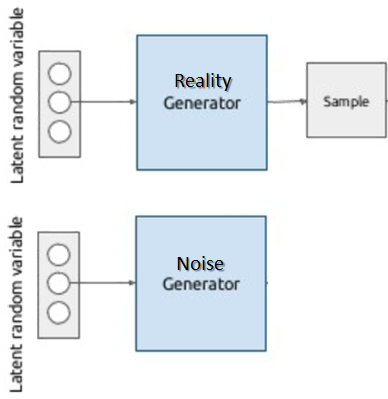 Latent random variable
Reality
Generator
Sample
Latent random variable
Noise
Generator